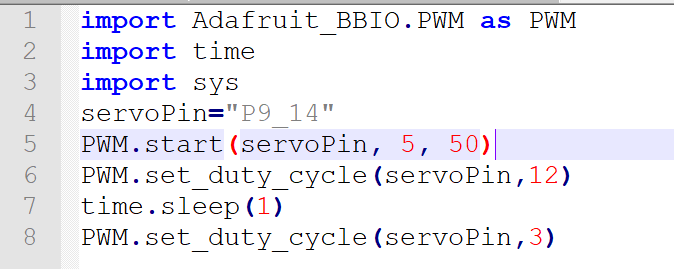 1 import Adafruit_BBIO.PWM as PWM
2 import time
3 import sys
4 servoPin="P9_14"
5 PWM.start(servoPin, 5, 50)
6 PWM.set_duty_cycle(servoPin,12)
7 time.sleep(1)
8 PWM.set_duty_cycle(servoPin,3)